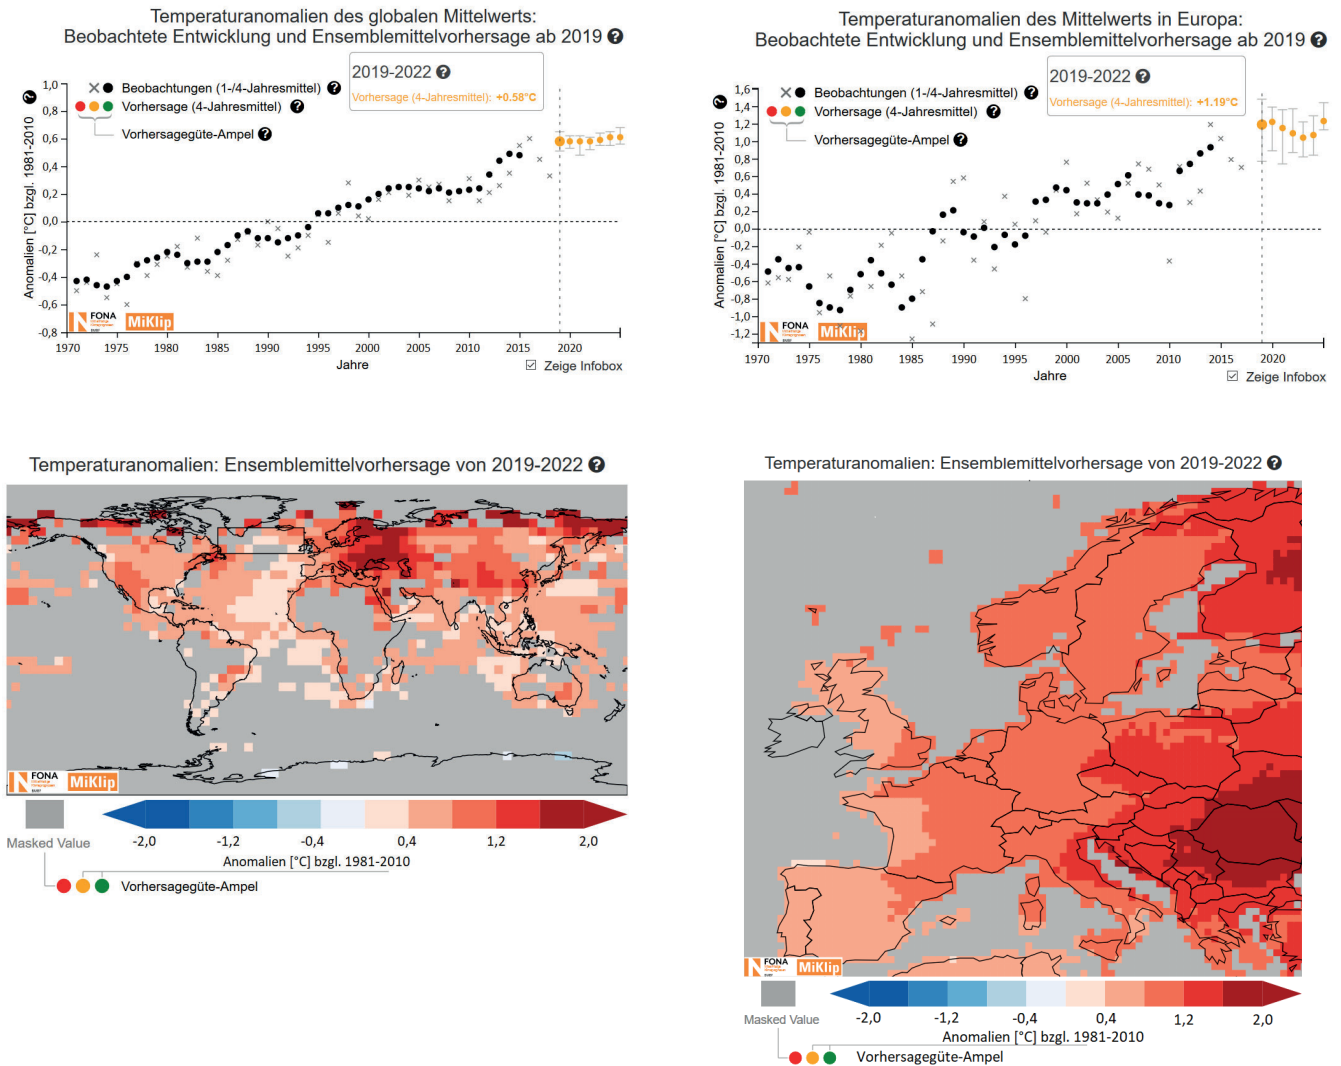 Temperaturanomalien des globalen Mittelwerts:
Beobachtete Entwicklung und Ensemblemittelvorhersage ab 2019 ?
2019-2022 ?
Vorhersage (4-Jahresmittel): +0.58°C
Beobachtungen (1-/4-Jahresmittel) ?
Vorhersage (4-Jahresmittel) ?
Vorhersagegüte-Ampel ?
Anomalien [°C] bzgl. 1981-2010 ?
1,0
0,8
0,6
0,4
0,2
0,0
-0,2
-0,4
-0,6
-0,8
FONA
BMBF
MiKlip
1970 1975 1980 1985 1990 1995 2000 2005 2010 2015 2020
Jahre
Zeige Infobox
Temperaturanomalien des Mittelwerts in Europa:
Beobachtete Entwicklung und Ensemblemittelvorhersage ab 2019 ?
2019-2022 ?
Vorhersage (4-Jahresmittel): +1.19°C
Beobachtungen (1-/4-Jahresmittel) ?
Vorhersage (4-Jahresmittel) ?
Vorhersagegüte-Ampel ?
Anomalien [°C] bzgl. 1981-2010 ?
1,6
1,4
1,2
1,0
0,8
0,6
0,4
0,2
0,0
-0,2
-0,4
-0,6
-0,8
-1,0
-1,2
FONA
BMBF
MiKlip
1970 1975 1980 1985 1990 1995 2000 2005 2010 2015 2020
Jahre
Zeige Infobox
Temperaturanomalien: Ensemblemittelvorhersage von 2019-2022 ?
FONA
BMBF
MiKlip
Masked Value
-2,0 -1,2 -0,4 0,4 1,2 2,0
Anomalien [°C] bzgl. 1981-2010
Vorhersagegüte-Ampel
Temperaturanomalien: Ensemblemittelvorhersage von 2019-2022 ?
FONA
BMBF
MiKlip
Masked Value
-2,0 -1,2 -0,4 0,4 1,2 2,0
Anomalien [°C] bzgl. 1981-2010
Vorhersagegüte-Ampel